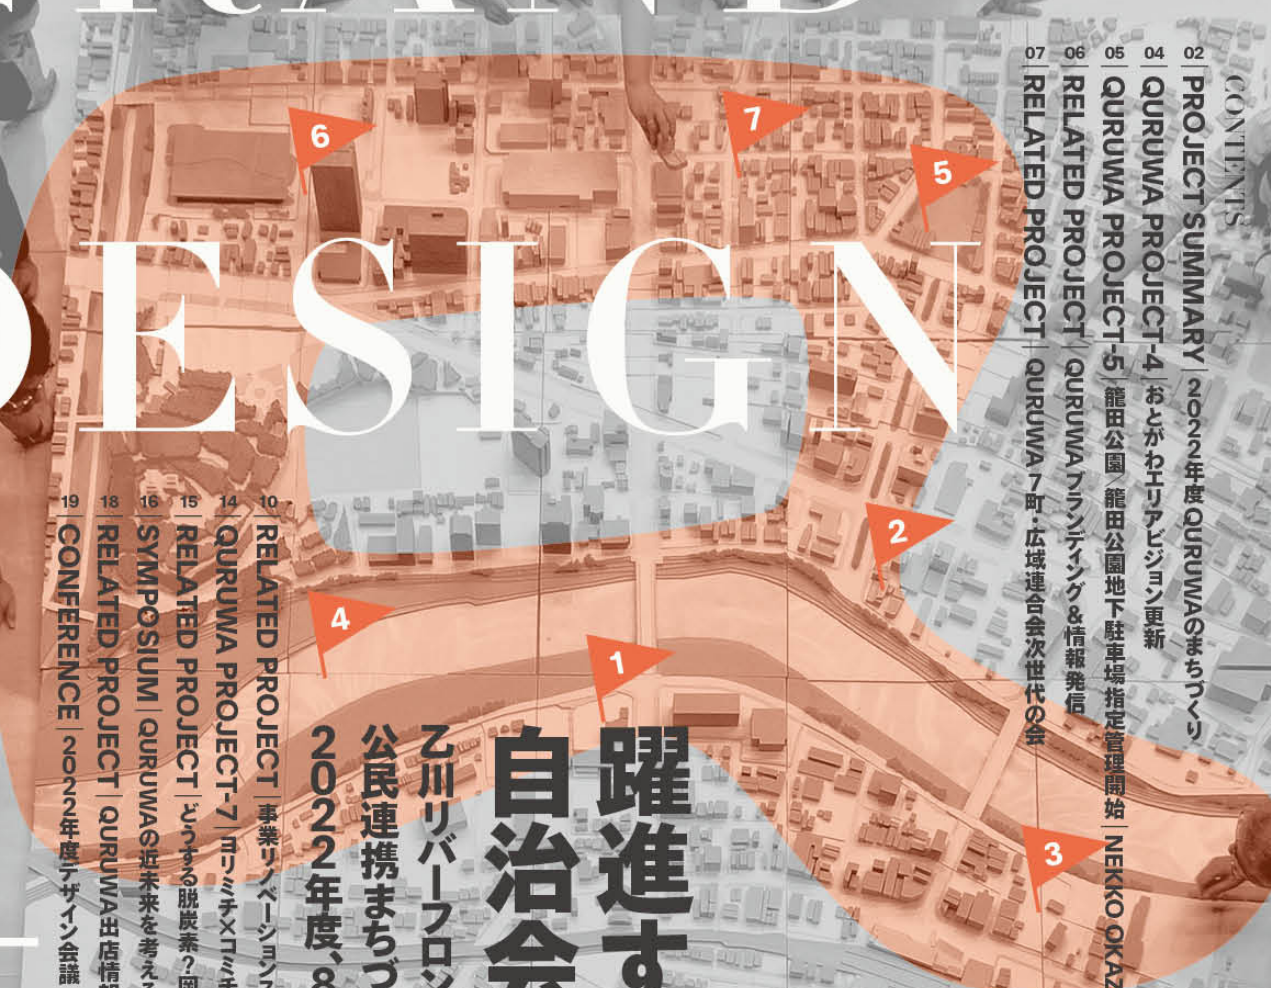 GRAND
DESIGN
CONTENTS
02 PROJECT SUMMARY 2022年度QURUWAのまちづくり
04 QURUWA PROJECT-4 おとがわエリアビジョン更新
05 QURUWA PROJECT-5 籠田公園/籠田公園地下駐車場指定管理開始 NEKKO OKAZ
06 RELATED PROJECT QURUWAブランディング&情報発信
07 RELATED PROJECT QURUWA7町・広域連合会次世代の会
6
7
5
2
4
1
3
躍進す
自治会
乙川リバーフロン
公民連携まちづ
2022年度、8
10 RELATED PROJECT 事業リノベーションス
14 QURUWA PROJECT-7 ヨリミチ×コミチ
15 RELATED PROJECT どうする脱炭素?岡
16 SYMPOSIUM QURUWAの近未来を考える
18 RELATED PROJECT QURUWA出店情報
19 CONFERENCE 2022年度デザイン会議